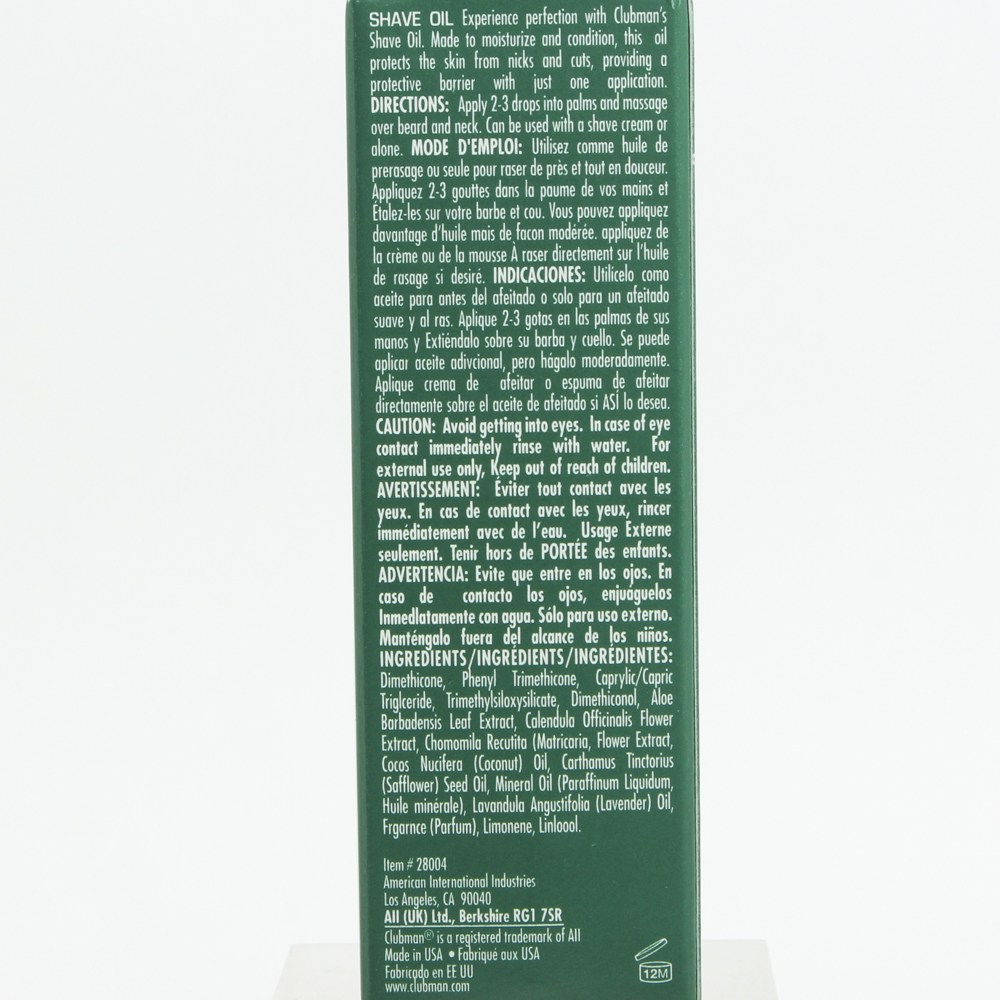 SHAVE OIL Experience perfection with Clubman's
Shave Oil. Made to moisturize and condition, this oil
protects the skin from nicks and cuts, providing a
protective barrier with just one application.
DIRECTIONS: Apply 2-3 drops into palms and massage
over beard and neck. Can be used with a shave cream or
alone. MODE D'EMPLOI: Utilisez comme huile de
prerasage ou seule pour raser de près et tout en douceur.
Appliquez 2-3 gouttes dans la paume de vos mains et
Étalez-les sur votre barbe et cou. Vous pouvez appliquez
davantage d'huile mais de facon modérée. appliquez de
la crème ou de la mousse À raser directement sur l'huile
de rasage si desiré. INDICACIONES: Utilícelo como
aceite para antes del afeitado o solo para un afeitado
suave y al ras. Aplique 2-3 gotas en las palmas de sus
manos y Extiéndalo sobre su barba y cuello. Se puede
aplicar aceite adivcional, pero hágalo moderadamente.
Aplique crema de afeitar o espuma de afeitar
directamente sobre el aceite de afeitado si ASÍ lo desea.
CAUTION: Avoid getting into eyes. In case of eye
contact immediately rinse with water. For
external use only, Keep out of reach of children.
AVERTISSEMENT: Éviter tout contact avec les
yeux. En cas de contact avec les yeux, rincer
immédiatement avec de l'eau. Usage Externe
seulement. Tenir hors de PORTÉE des enfants.
ADVERTENCIA: Evite que entre en los ojos. En
caso de contacto los ojos, enjuáguelos
Inmedlatamente con agua. Sólo para uso externo.
Manténgalo fuera del alcance de los niños.
INGREDIENTS/INGRÉDIENTS/INGREDIENTES:
Dimethicone, Phenyl Trimethicone, Caprylic/Capric
Triglceride, Trimethylsiloxysilicate, Dimethiconol, Aloe
Barbadensis Leaf Extract, Calendula Officinalis Flower
Extract, Chomomila Recutita (Matricaria, Flower Extract,
Cocos Nucifera (Coconut) Oil, Carthamus Tinctorius
(Safflower) Seed Oil, Mineral Oil (Paraffinum Liquidum,
Huile minérale), Lavandula Angustifolia (Lavender) Oil,
Frgarnce (Parfum), Limonene, Linloool.
Item # 28004
American International Industries
Los Angeles, CA 90040
AII (UK) Ltd., Berkshire RG1 7SR
Clubman® is a registered trademark of AII
Made in USA • Fabriqué aux USA
Fabricado en EE UU
www.clubman.com
12M